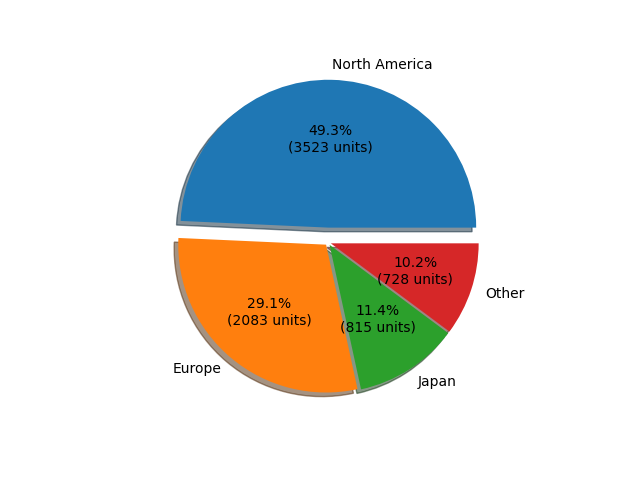 North America
49.3%
(3523 units)
10.2%
(728 units)
Other
29.1%
(2083 units)
11.4%
(815 units)
Europe
Japan